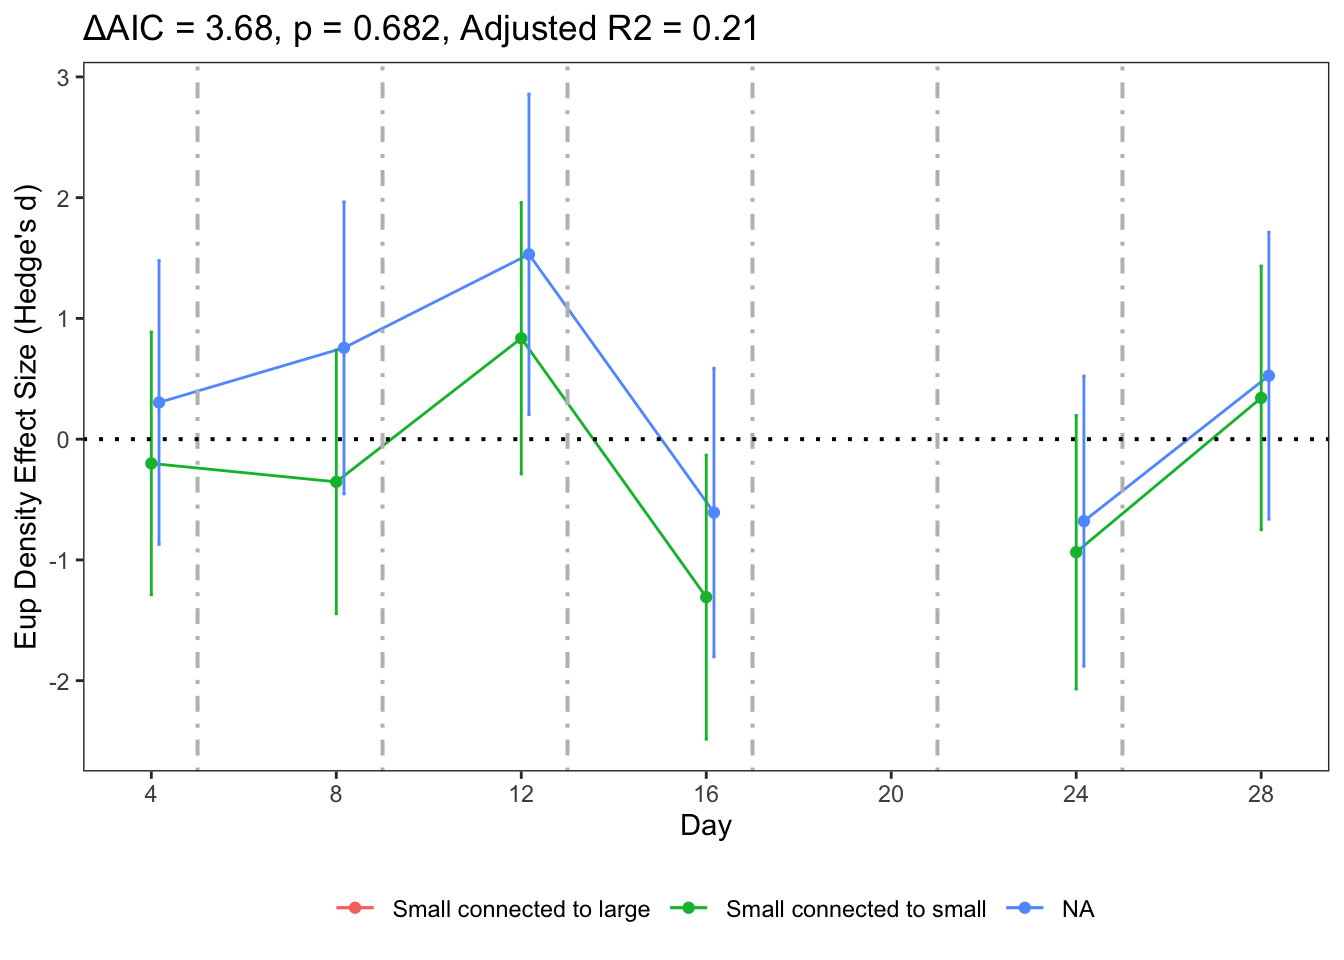 ΔAIC = 3.68, p = 0.682, Adjusted R2 = 0.21
Eup Density Effect Size (Hedge's d)
3
2
1
0
-1
-2
4 8 12 16 20 24 28
Day
Small connected to large Small connected to small NA